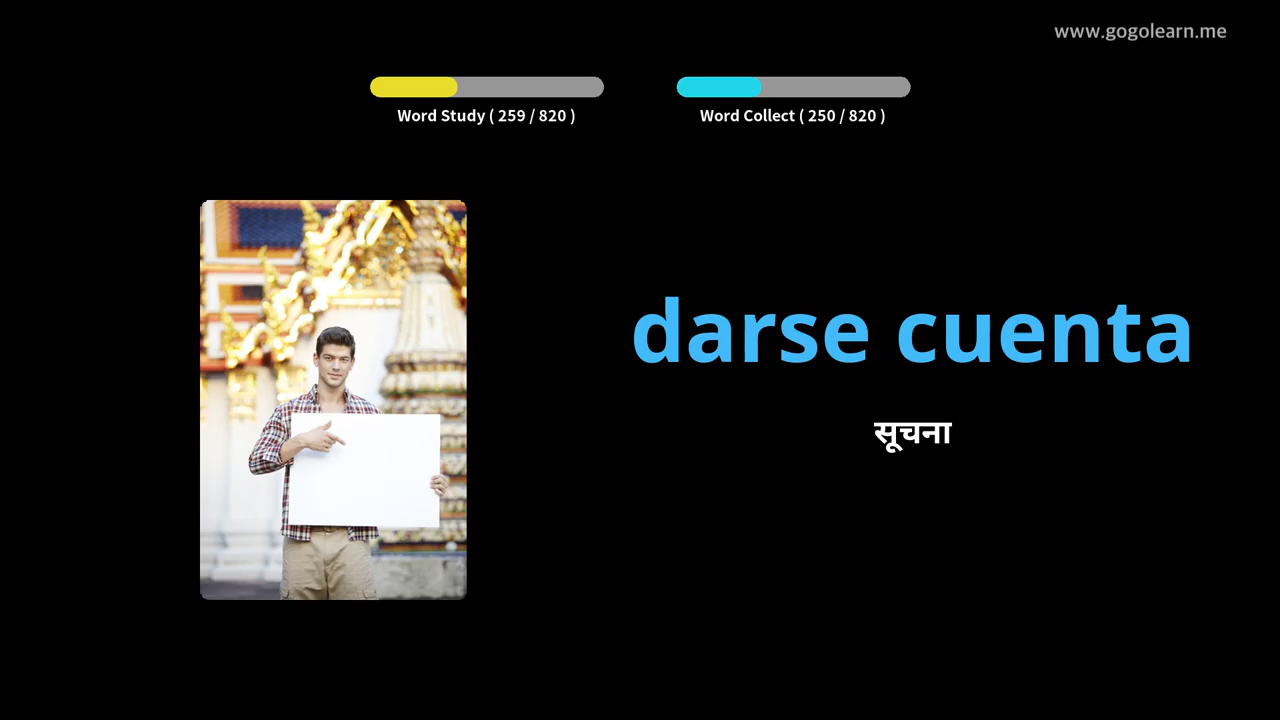 www.gogolearn.me
Word Study ( 259 / 820 )
Word Collect ( 250 / 820 )
darse cuenta
सूचना